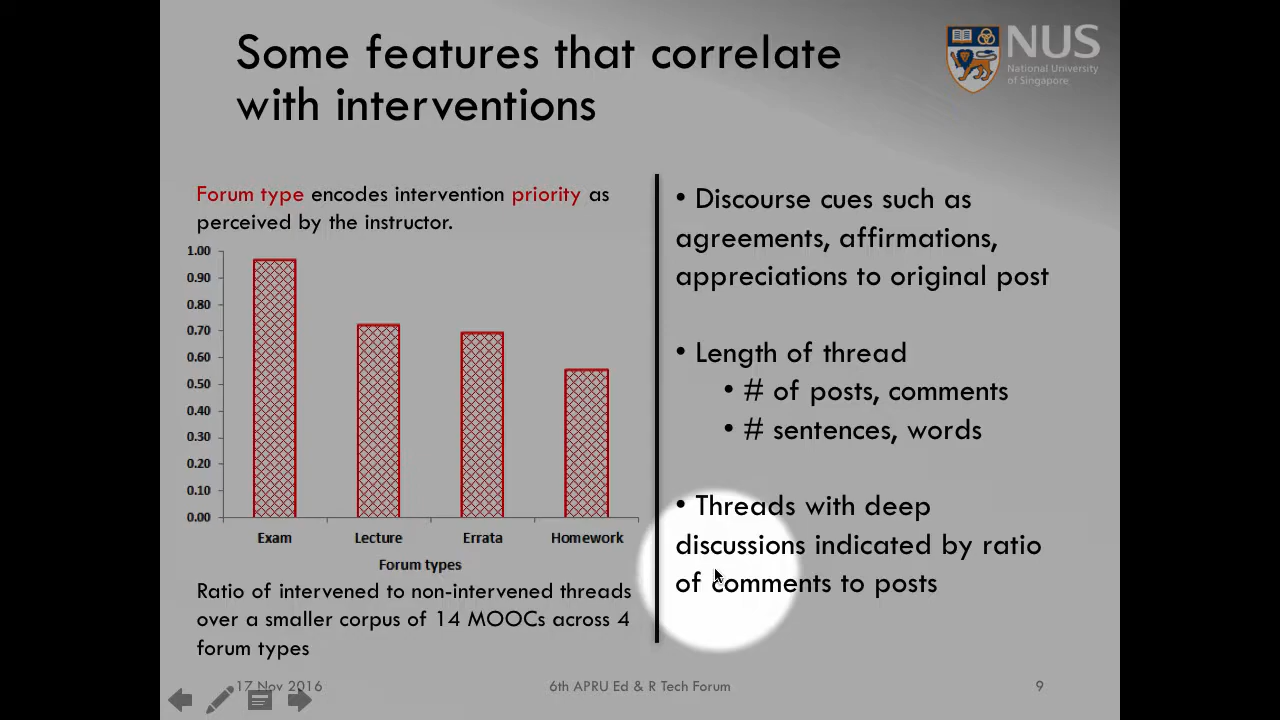 Some features that correlate
with interventions
NUS
National University
of Singapore
Forum type encodes intervention priority as
perceived by the instructor.
1.00
0.90
0.80
0.70
0.60
0.50
0.40
0.30
0.20
0.10
0.00
Exam Lecture Errata Homework
Forum types
Ratio of intervened to non-intervened threads
over a smaller corpus of 14 MOOCs across 4
forum types
• Discourse cues such as
agreements, affirmations,
appreciations to original post
• Length of thread
• # of posts, comments
• # sentences, words
• Threads with deep
discussions indicated by ratio
of comments to posts
17 Nov 2016
6th APRU Ed & R Tech Forum
9